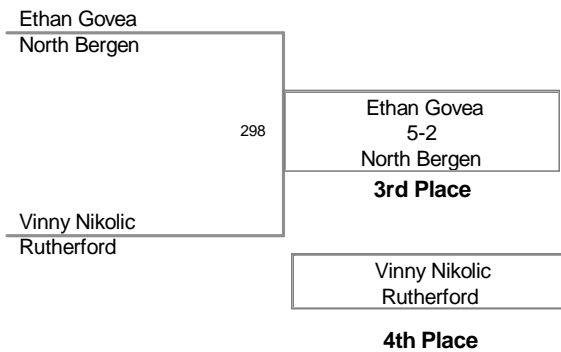 Ethan Govea
North Bergen
298
Ethan Govea
5-2
North Bergen
3rd Place
Vinny Nikolic
Rutherford
Vinny Nikolic
Rutherford
4th Place